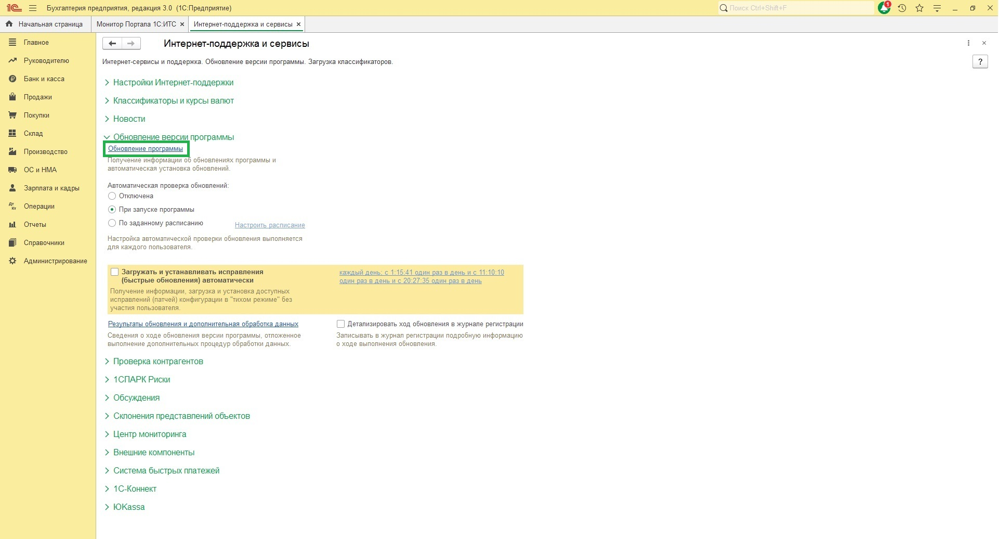 1С Бухгалтерия предприятия, редакция 3.0 (1С:Предприятие)
Поиск Ctrl+Shift+F
1
Начальная страница
Монитор Портала 1С:ИТС ×
Интернет-поддержка и сервисы ×
Главное
Руководителю
Банк и касса
Продажи
Покупки
Склад
Производство
ОС и НМА
Зарплата и кадры
Дт Кт Операции
Отчеты
Справочники
Администрирование
Интернет-поддержка и сервисы
Интернет-сервисы и поддержка. Обновление версии программы. Загрузка классификаторов.
?
Настройки Интернет-поддержки
Классификаторы и курсы валют
Новости
Обновление версии программы
Обновление программы
Получение информации об обновлениях программы и
автоматическая установка обновлений.
Автоматическая проверка обновлений:
Отключена
При запуске программы
По заданному расписанию
Настроить расписание
Настройка автоматической проверки обновления выполняется
для каждого пользователя.
Загружать и устанавливать исправления
(быстрые обновления) автоматически
каждый день: с 1:15:41 один раз в день и с 11:10:10
один раз в день и с 20:27:35 один раз в день
Получение информации, загрузка и установка доступных
исправлений (патчей) конфигурации в "тихом режиме" без
участия пользователя.
Результаты обновления и дополнительная обработка данных
Сведения о ходе обновления версии программы, отложенное
выполнение дополнительных процедур обработки данных.
Детализировать ход обновления в журнале регистрации
Записывать в журнал регистрации подробную информацию
о ходе выполнения обновления.
Проверка контрагентов
1СПАРК Риски
Обсуждения
Склонения представлений объектов
Центр мониторинга
Внешние компоненты
Система быстрых платежей
1С-Коннект
ЮKassa